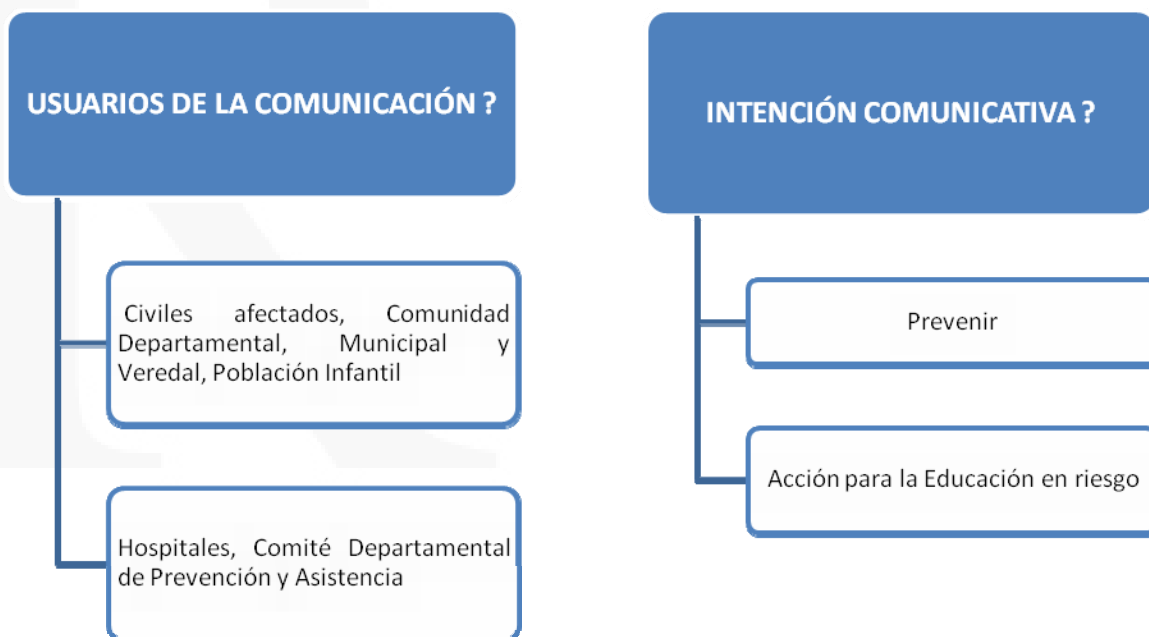 USUARIOS DE LA COMUNICACIÓN ?
Civiles afectados, Comunidad
Departamental, Municipal y
Veredal, Población Infantil
Hospitales, Comité Departamental
de Prevención y Asistencia
INTENCIÓN COMUNICATIVA ?
Prevenir
Acción para la Educación en riesgo